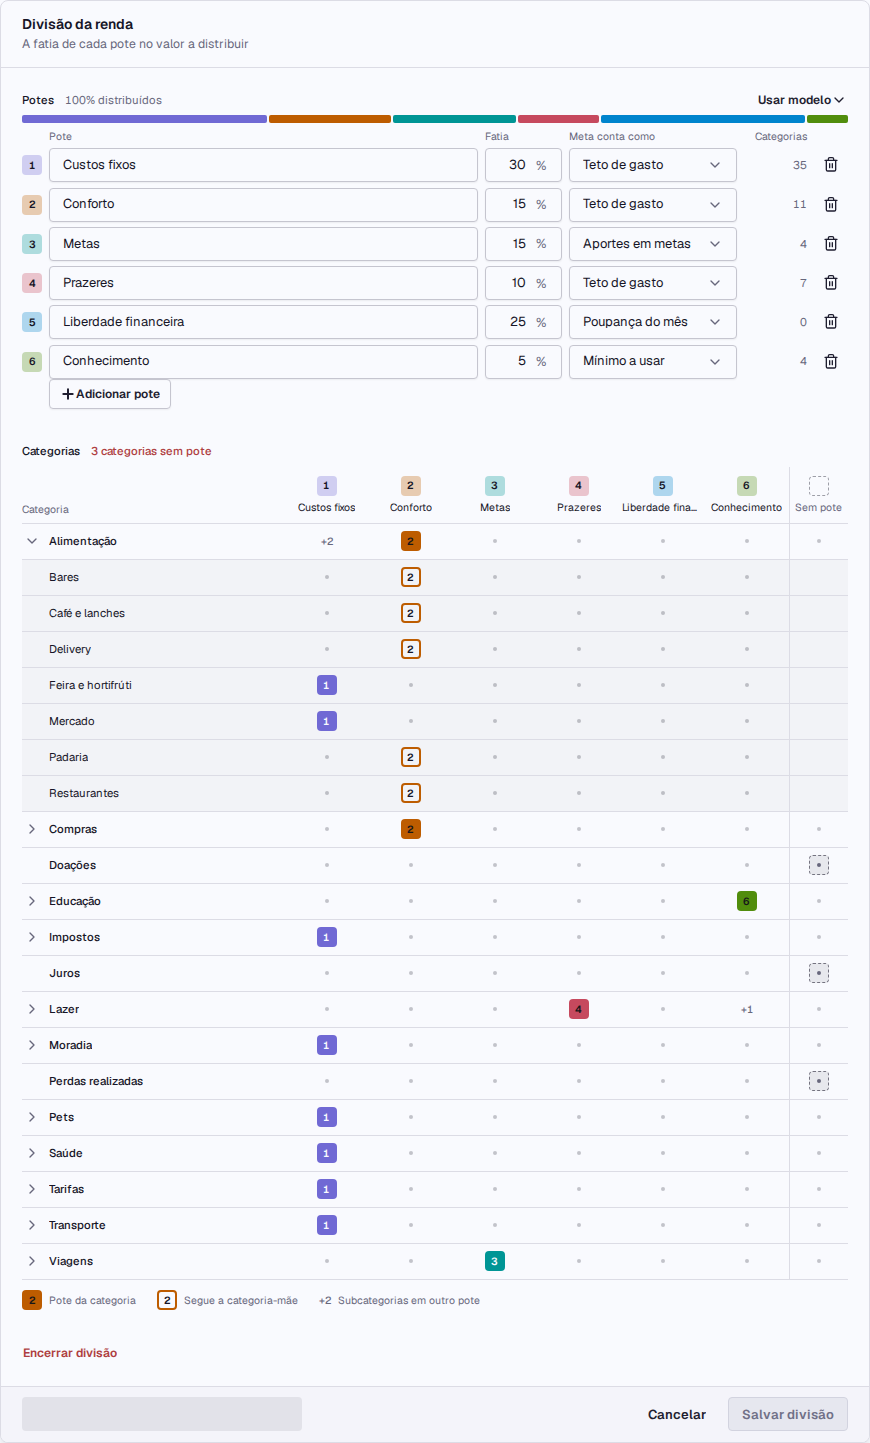 Divisão da renda
A fatia de cada pote no valor a distribuir
Potes 100% distribuídos Usar modelo
Pote Fatia Meta conta como Categorias
1 Custos fixos 30 % Teto de gasto 35
2 Conforto 15 % Teto de gasto 11
3 Metas 15 % Aportes em metas 4
4 Prazeres 10 % Teto de gasto 7
5 Liberdade financeira 25 % Poupança do mês 0
6 Conhecimento 5 % Mínimo a usar 4
Adicionar pote
Categorias 3 categorias sem pote
1 2 3 4 5 6
Categoria Custos fixos Conforto Metas Prazeres Liberdade fina... Conhecimento Sem pote
Alimentação +2 2
Bares 2
Café e lanches 2
Delivery 2
Feira e hortifrúti 1
Mercado 1
Padaria 2
Restaurantes 2
Compras 2
Doações
Educação 6
Impostos 1
Juros
Lazer 4 +1
Moradia 1
Perdas realizadas
Pets 1
Saúde 1
Tarifas 1
Transporte 1
Viagens 3
2 Pote da categoria 2 Segue a categoria-mãe +2 Subcategorias em outro pote
Encerrar divisão
Cancelar Salvar divisão